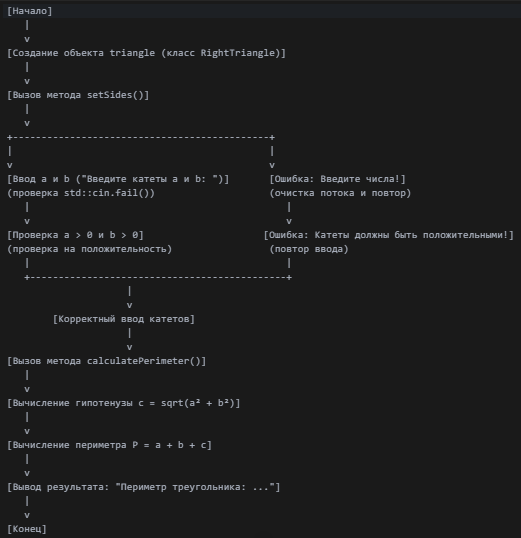 [Начало]
|
v
[Создание объекта triangle (класс RightTriangle)]
|
v
[Вызов метода setSides()]
|
v
+---------------------------------------------+
| |
v v
[Ввод a и b ("Введите катеты a и b: ")] [Ошибка: Введите числа!]
(проверка std::cin.fail()) (очистка потока и повтор)
| |
v v
[Проверка a > 0 и b > 0] [Ошибка: Катеты должны быть положительными!]
(проверка на положительность) (повтор ввода)
| |
+---------------------------------------------+
|
v
[Корректный ввод катетов]
|
v
[Вызов метода calculatePerimeter()]
|
v
[Вычисление гипотенузы c = sqrt(a² + b²)]
|
v
[Вычисление периметра P = a + b + c]
|
v
[Вывод результата: "Периметр треугольника: ..."]
|
v
[Конец]